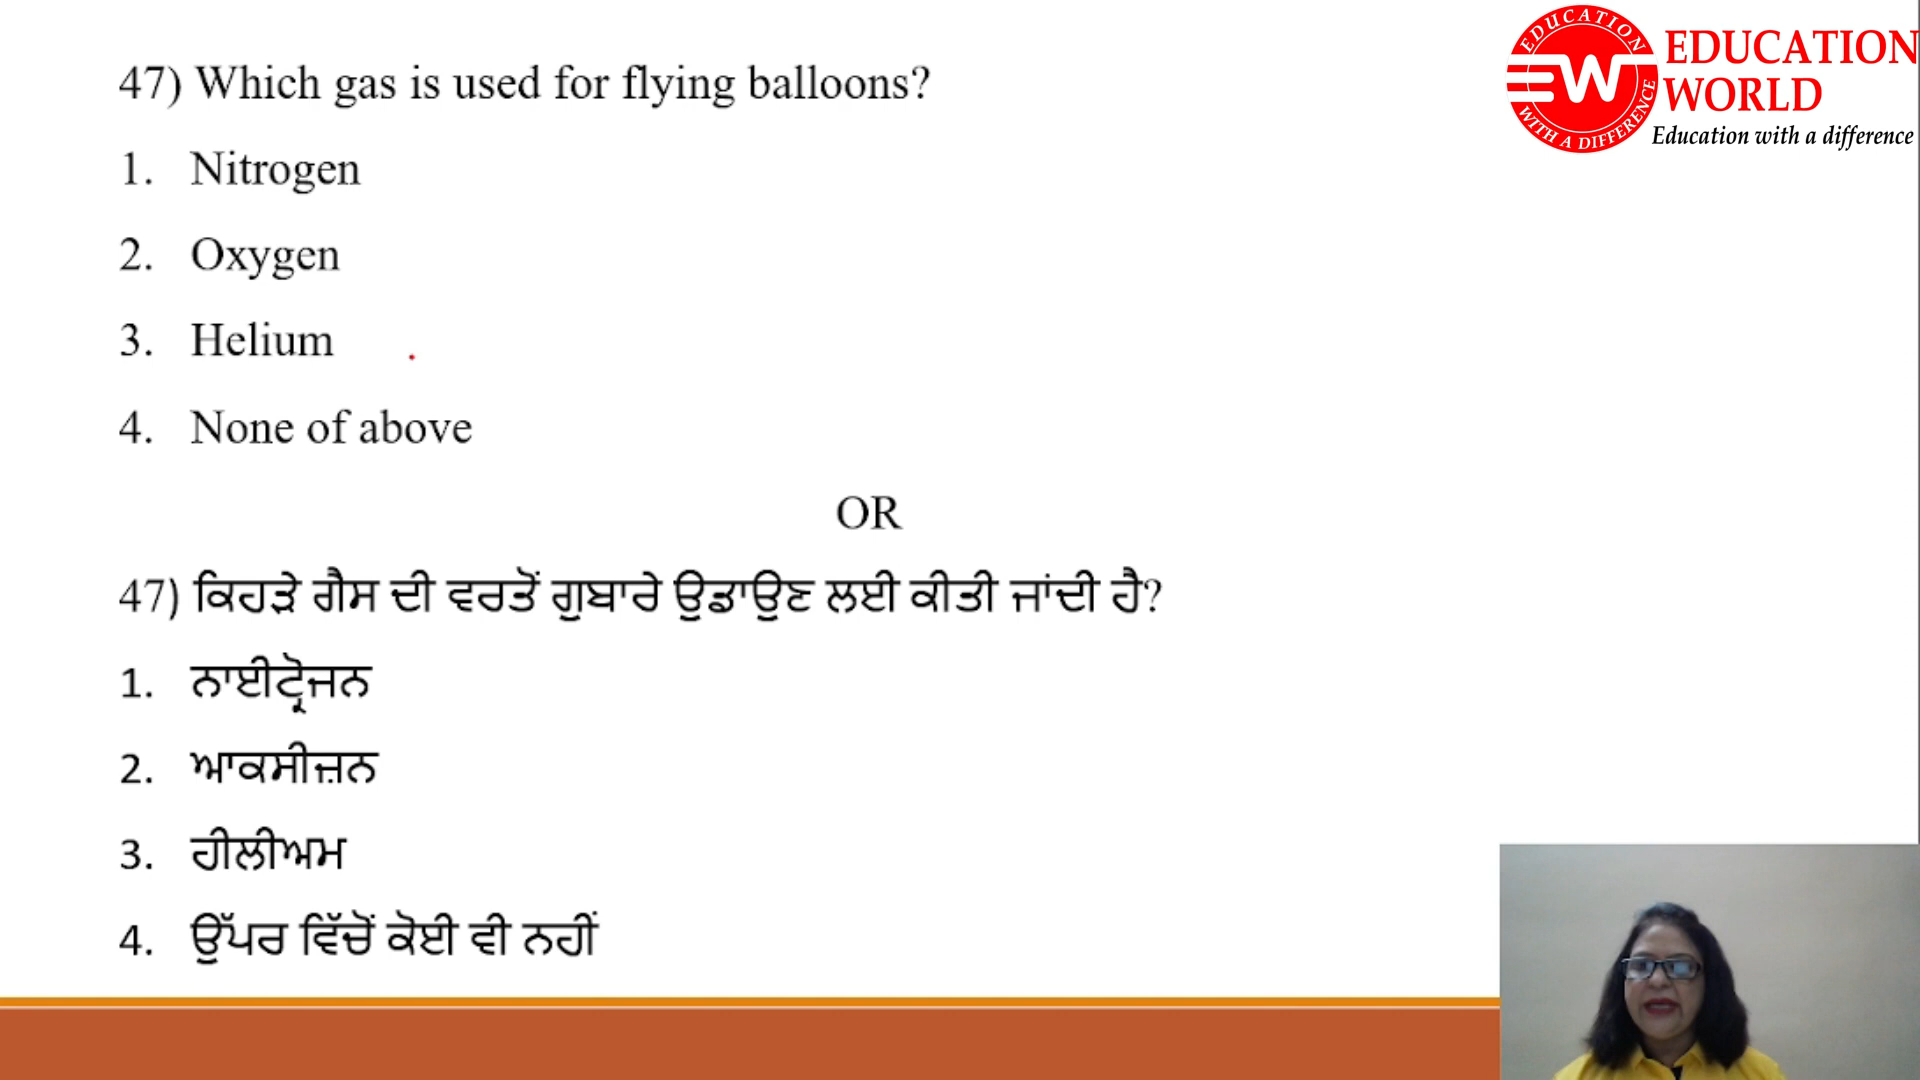 47) Which gas is used for flying balloons?
1. Nitrogen
2. Oxygen
3. Helium
4. None of above
OR
47) ਕਿਹੜੇ ਗੈਸ ਦੀ ਵਰਤੋਂ ਗੁਬਾਰੇ ਉਡਾਉਣ ਲਈ ਕੀਤੀ ਜਾਂਦੀ ਹੈ?
1. ਨਾਈਟ੍ਰੋਜਨ
2. ਆਕਸੀਜ਼ਨ
3. ਹੀਲੀਅਮ
4. ਉੱਪਰ ਵਿੱਚੋਂ ਕੋਈ ਵੀ ਨਹੀਂ
EDUCATION
EW
WITH A DIFFERENCE
EDUCATION
WORLD
Education with a difference